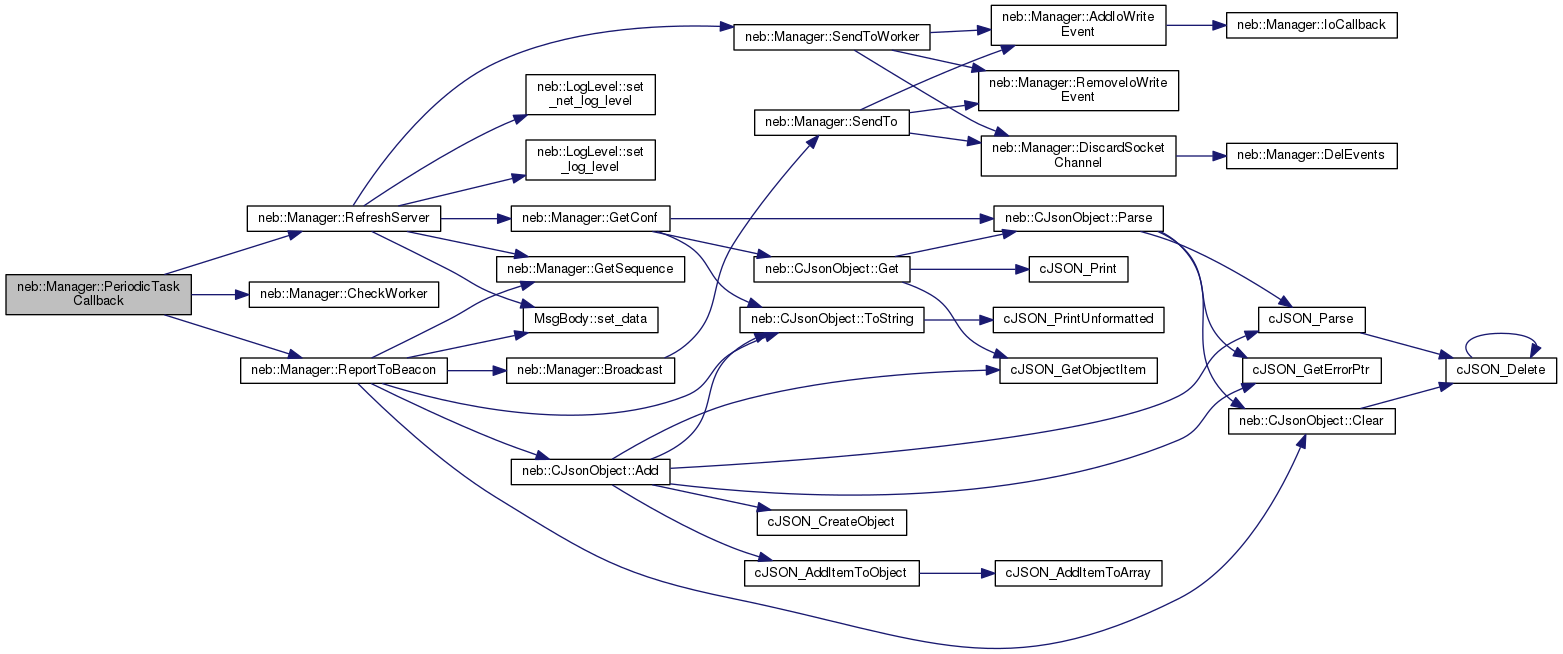 neb::Manager::PeriodicTask
Callback
neb::Manager::RefreshServer
neb::Manager::CheckWorker
neb::Manager::ReportToBeacon
neb::LogLevel::set
_net_log_level
neb::LogLevel::set
_log_level
neb::Manager::GetConf
neb::Manager::GetSequence
MsgBody::set_data
neb::Manager::Broadcast
neb::CJsonObject::Add
neb::Manager::SendToWorker
neb::Manager::SendTo
neb::CJsonObject::Get
neb::CJsonObject::ToString
cJSON_CreateObject
cJSON_AddItemToObject
neb::Manager::AddIoWrite
Event
neb::Manager::RemoveIoWrite
Event
neb::Manager::DiscardSocket
Channel
neb::CJsonObject::Parse
cJSON_Print
cJSON_PrintUnformatted
cJSON_GetObjectItem
cJSON_AddItemToArray
neb::Manager::IoCallback
neb::Manager::DelEvents
cJSON_Parse
cJSON_GetErrorPtr
neb::CJsonObject::Clear
cJSON_Delete